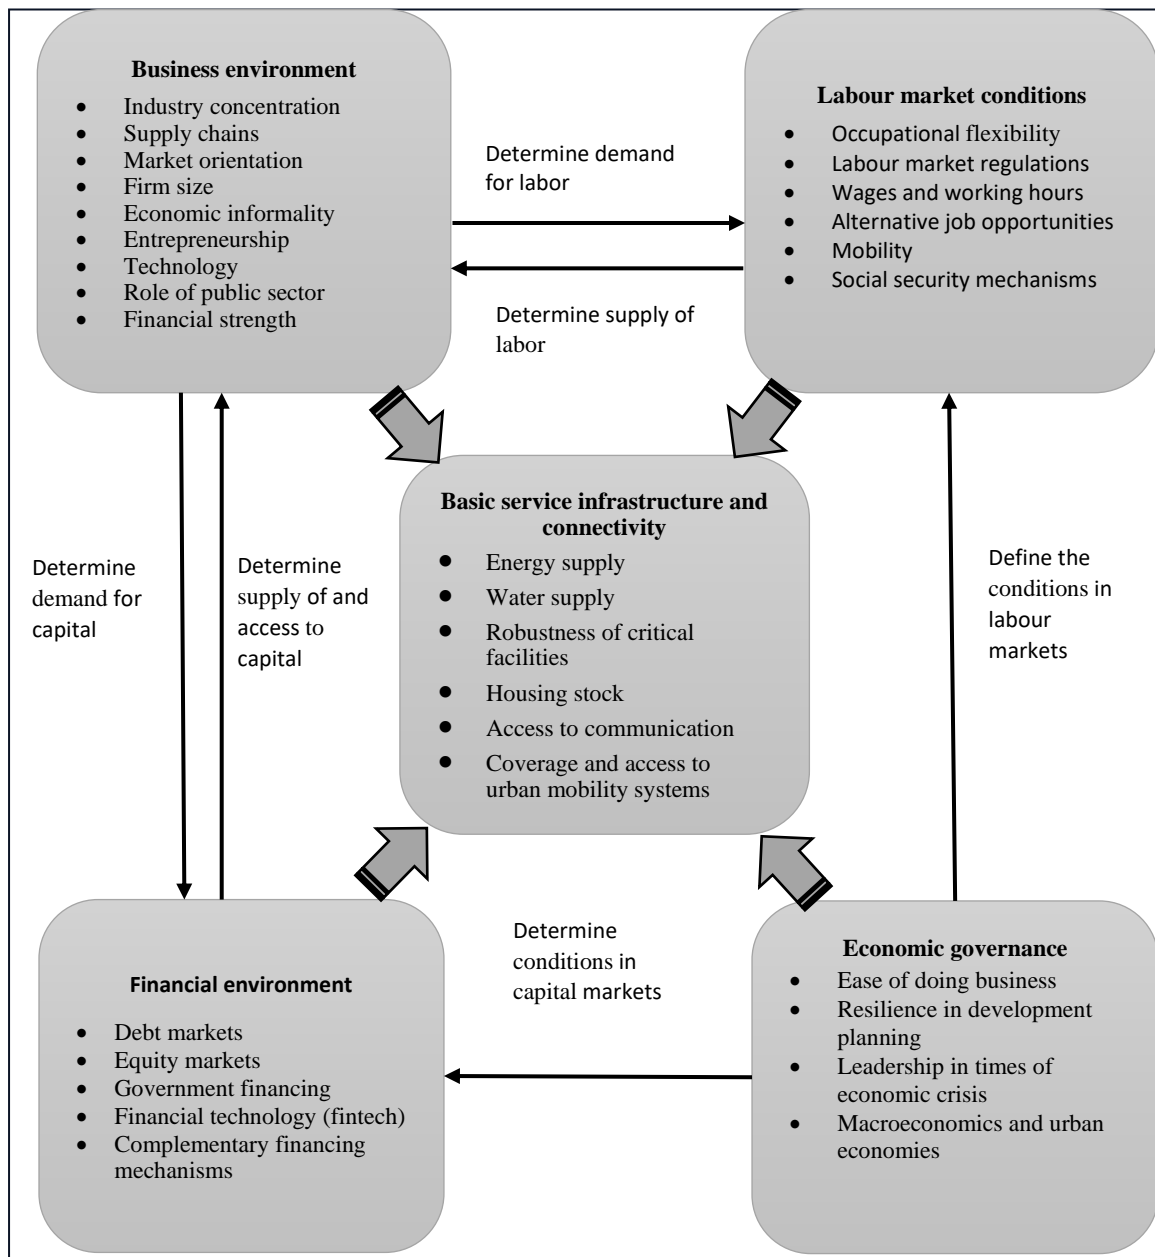 Business environment
• Industry concentration
• Supply chains
• Market orientation
• Firm size
• Economic informality
• Entrepreneurship
• Technology
• Role of public sector
• Financial strength
Determine demand
for labor
Determine supply of
labor
Labour market conditions
• Occupational flexibility
• Labour market regulations
• Wages and working hours
• Alternative job opportunities
• Mobility
• Social security mechanisms
Determine
demand for
capital
Determine
supply of and
access to
capital
Basic service infrastructure and
connectivity
• Energy supply
• Water supply
• Robustness of critical
facilities
• Housing stock
• Access to communication
• Coverage and access to
urban mobility systems
Define the
conditions in
labour
markets
Financial environment
• Debt markets
• Equity markets
• Government financing
• Financial technology (fintech)
• Complementary financing
mechanisms
Determine
conditions in
capital markets
Economic governance
• Ease of doing business
• Resilience in development
planning
• Leadership in times of
economic crisis
• Macroeconomics and urban
economies